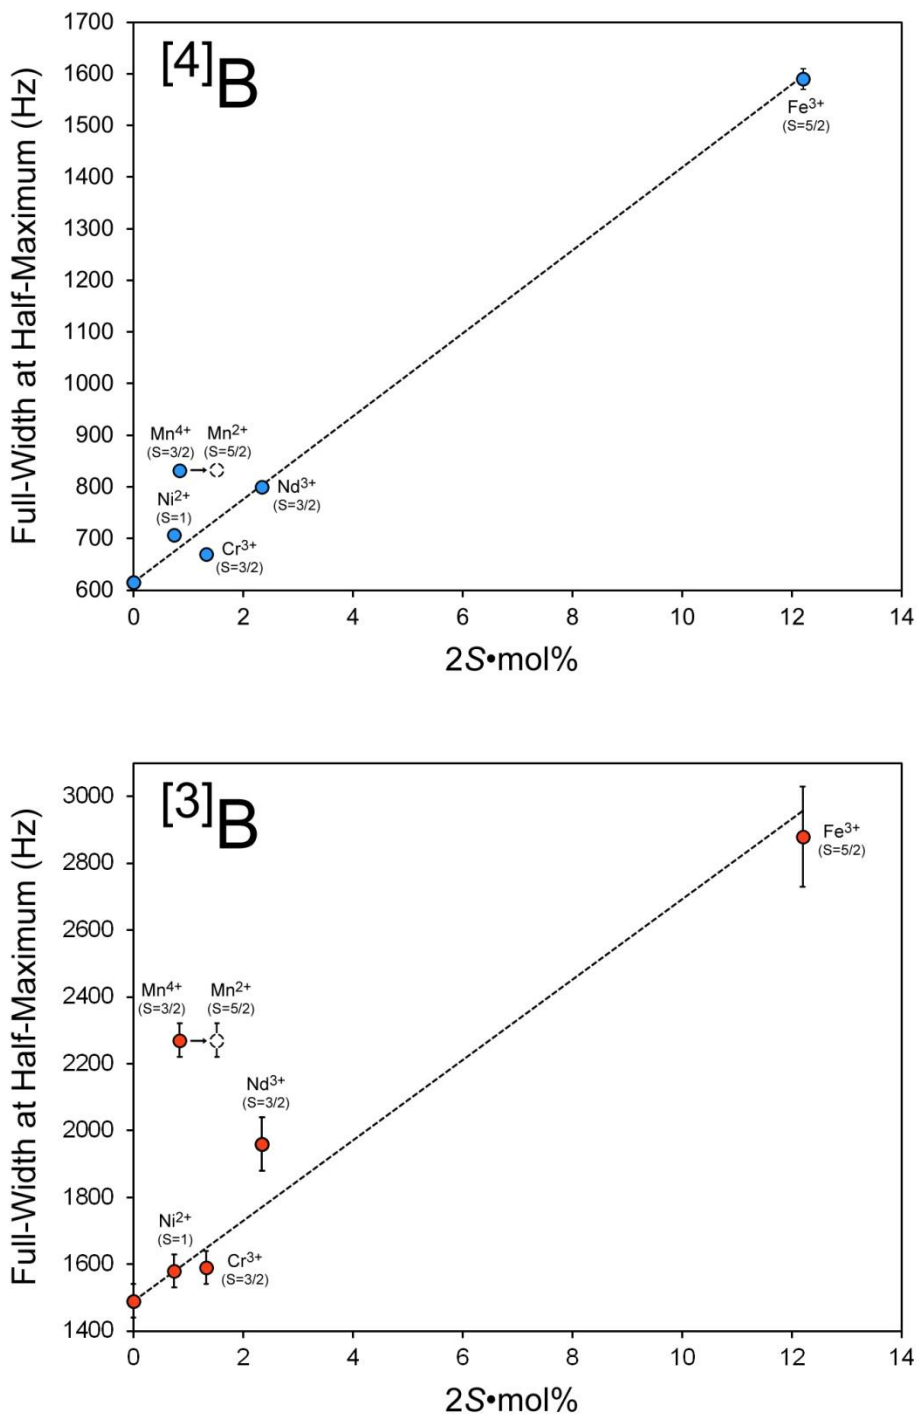 [4]B
Full-Width at Half-Maximum (Hz)
1700
1600
1500
1400
1300
1200
1100
1000
900
800
700
600
Fe³⁺
(S=5/2)
Mn⁴⁺ Mn²⁺
(S=3/2) (S=5/2)
Ni²⁺
(S=1)
Nd³⁺
(S=3/2)
Cr³⁺
(S=3/2)
0 2 4 6 8 10 12 14
2S•mol%
[3]B
Full-Width at Half-Maximum (Hz)
3000
2800
2600
2400
2200
2000
1800
1600
1400
Fe³⁺
(S=5/2)
Mn⁴⁺ Mn²⁺
(S=3/2) (S=5/2)
Nd³⁺
(S=3/2)
Ni²⁺
(S=1)
Cr³⁺
(S=3/2)
0 2 4 6 8 10 12 14
2S•mol%